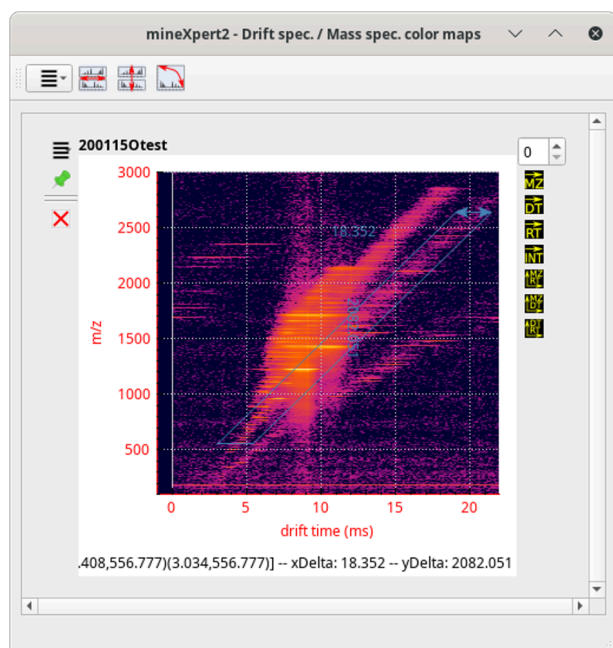 mineXpert2 - Drift spec. / Mass spec. color maps
200115Otest
0
3000
2500
2000
1500
1000
500
m/z
18.352
MZ
DT
RT
INT
0
5
10
15
20
drift time (ms)
.408,556.777)(3.034,556.777)] -- xDelta: 18.352 -- yDelta: 2082.051